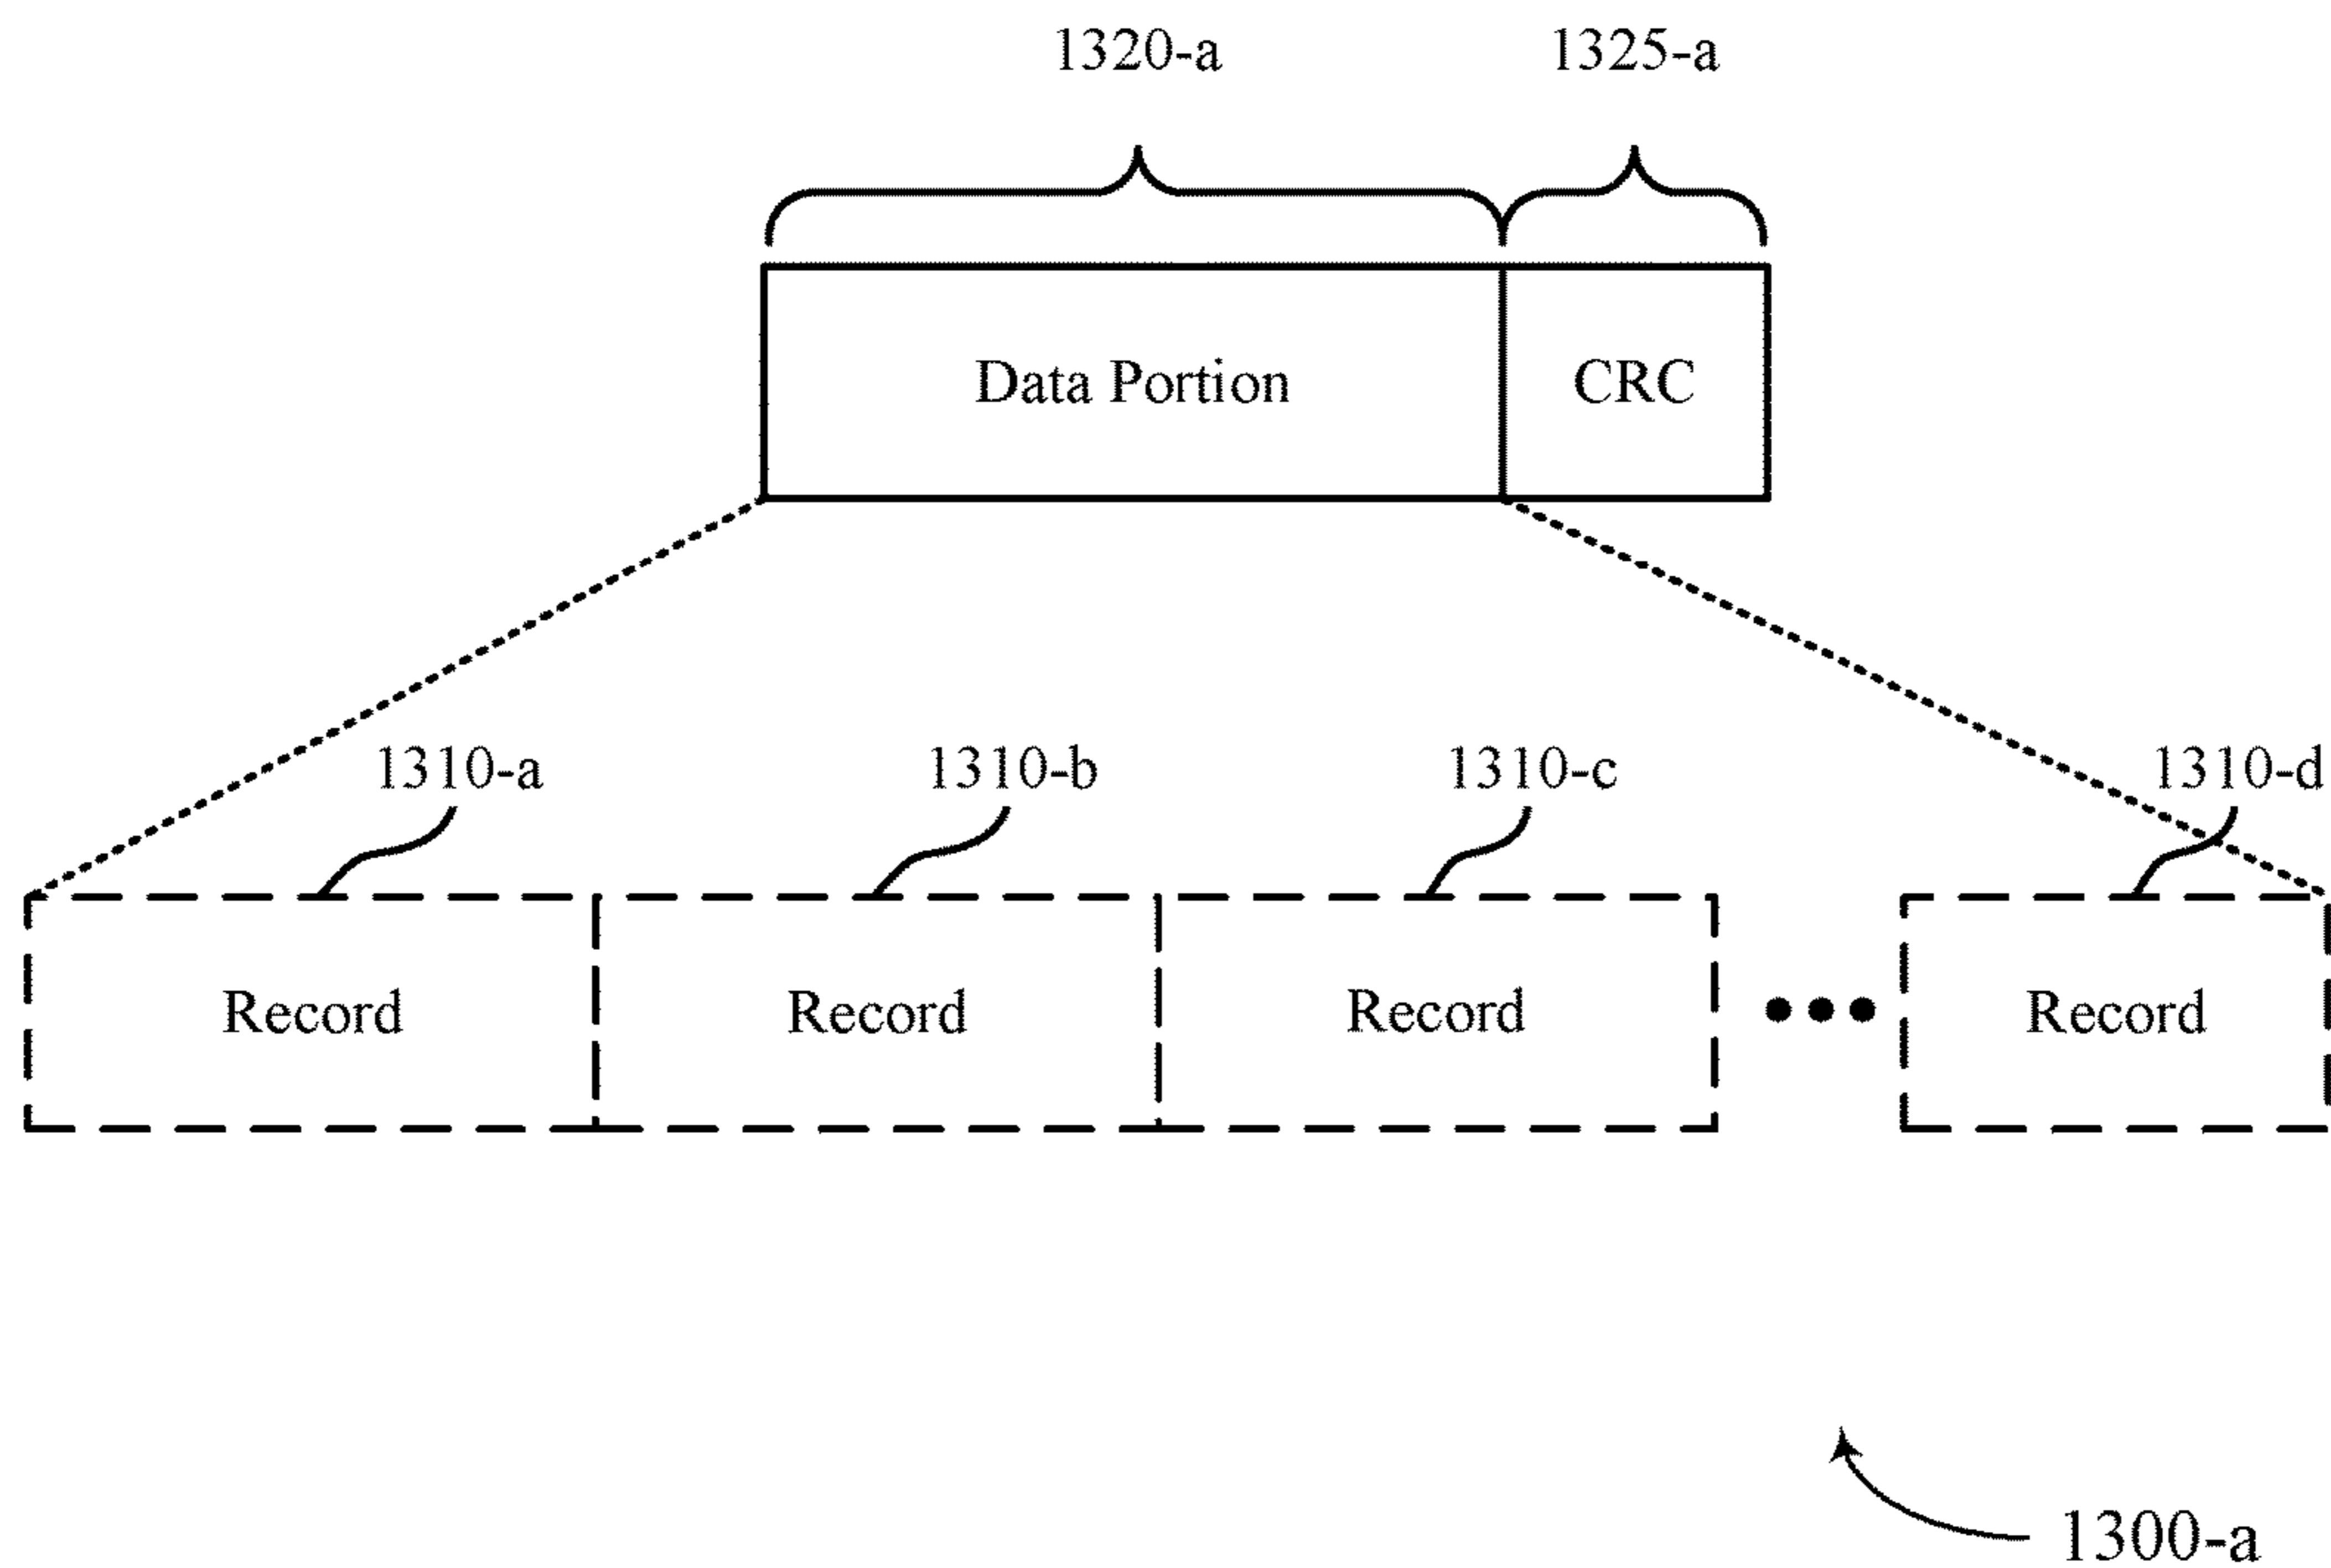 1320-a 1325-a
Data Portion CRC
1310-a 1310-b 1310-c 1310-d
Record Record Record Record
1300-a